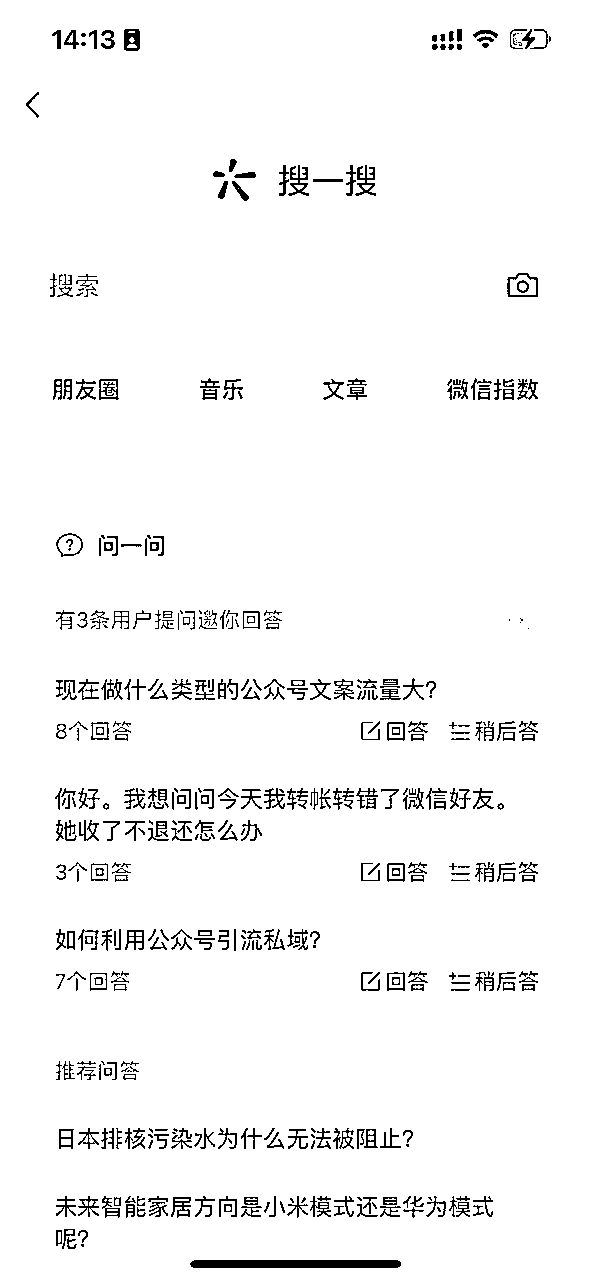 14:13
搜一搜
搜索
朋友圈 音乐 文章 微信指数
问一问
有3条用户提问邀你回答
现在做什么类型的公众号文案流量大?
8个回答 回答 稍后答
你好。我想问问今天我转帐转错了微信好友。
她收了不退还怎么办
3个回答 回答 稍后答
如何利用公众号引流私域?
7个回答 回答 稍后答
推荐问答
日本排核污染水为什么无法被阻止?
未来智能家居方向是小米模式还是华为模式
呢?